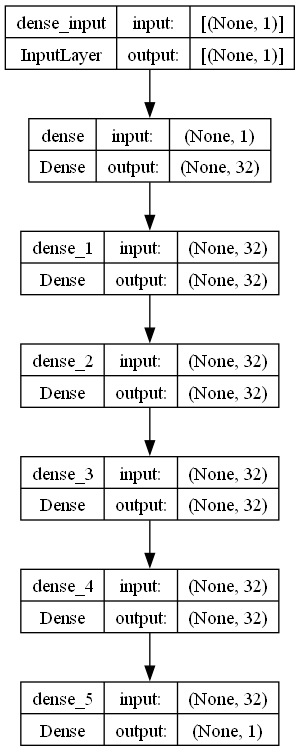 dense_input input: [(None, 1)]
InputLayer output: [(None, 1)]
dense input: (None, 1)
Dense output: (None, 32)
dense_1 input: (None, 32)
Dense output: (None, 32)
dense_2 input: (None, 32)
Dense output: (None, 32)
dense_3 input: (None, 32)
Dense output: (None, 32)
dense_4 input: (None, 32)
Dense output: (None, 32)
dense_5 input: (None, 32)
Dense output: (None, 1)